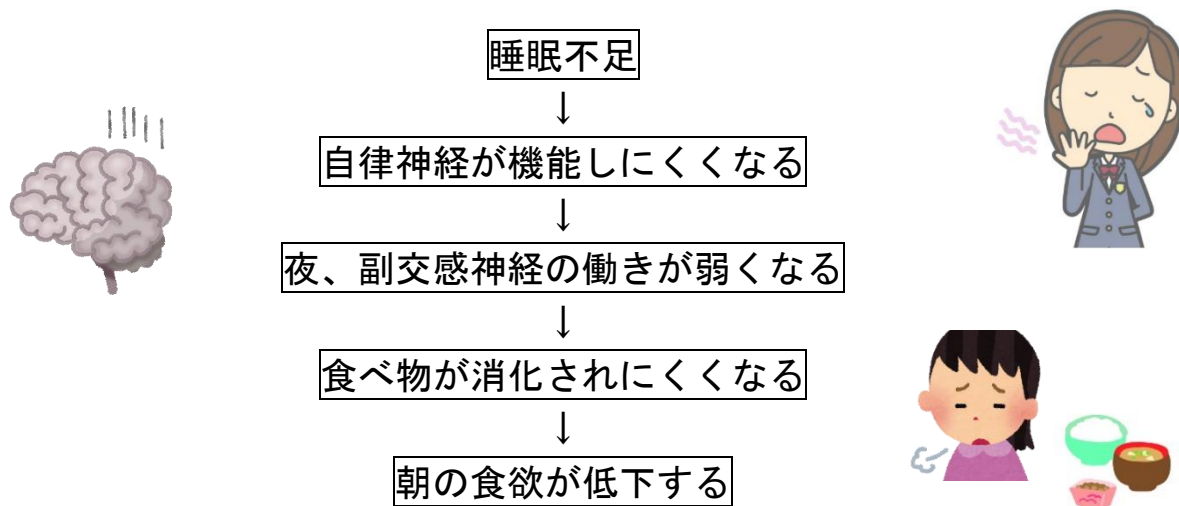 睡眠不足
↓
自律神経が機能しにくくなる
↓
夜、副交感神経の働きが弱くなる
↓
食べ物が消化されにくくなる
↓
朝の食欲が低下する